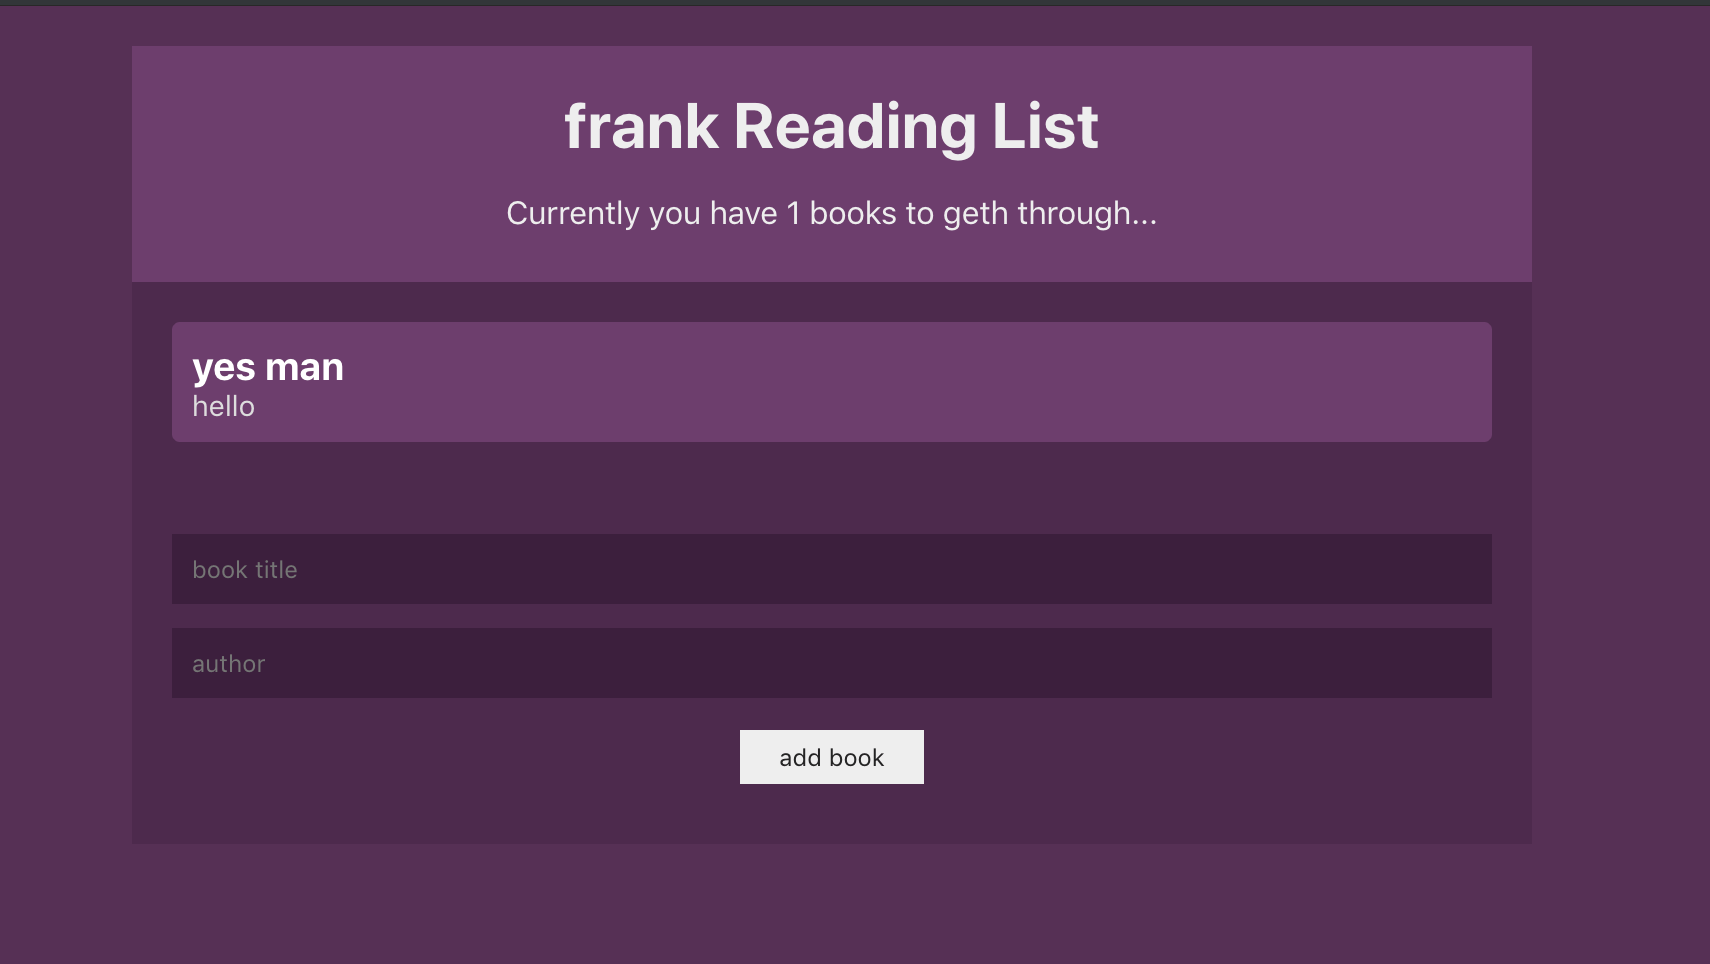 frank Reading List
Currently you have 1 books to geth through...
yes man
hello
book title
author
add book